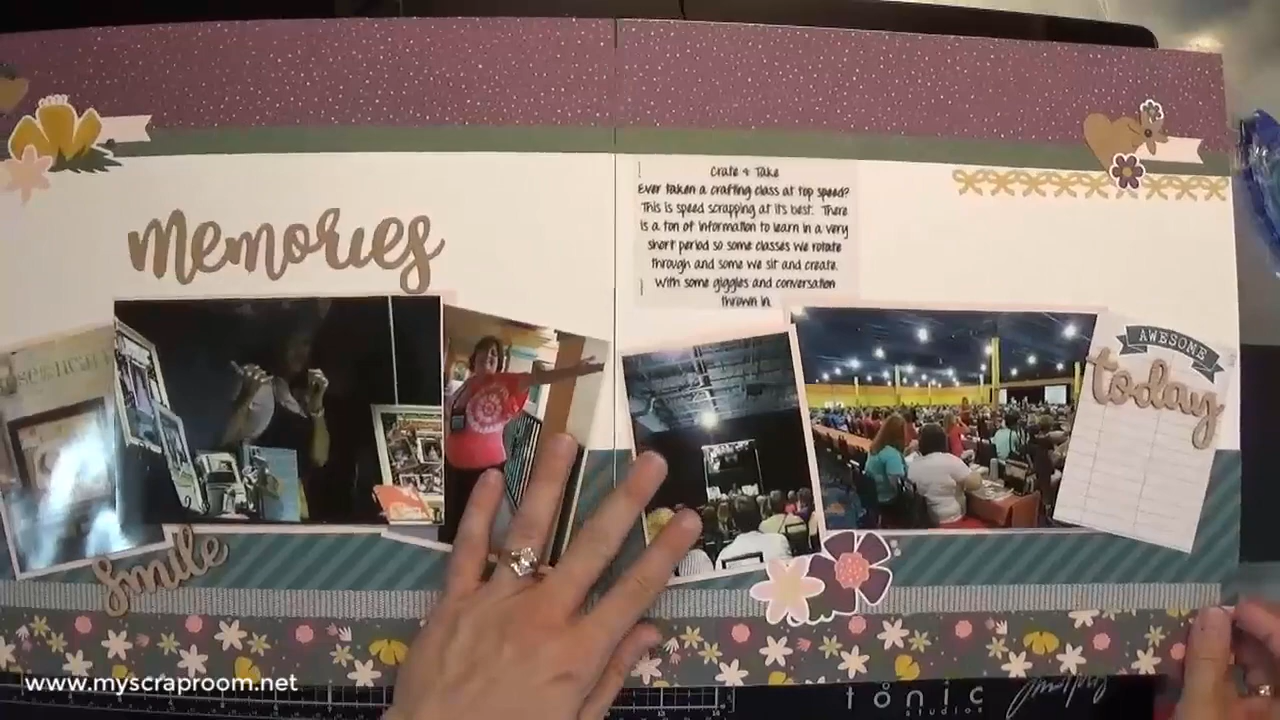 memories
Crate & Take
Ever taken a crafting class at top speed?
This is speed scrapping at its best. There
is a ton of information to learn in a very
short period so some classes we rotate
through and some we sit and create.
With some giggles and conversation
thrown in
AWESOME
today
smile
www.myscraproom.net
tonic
studios